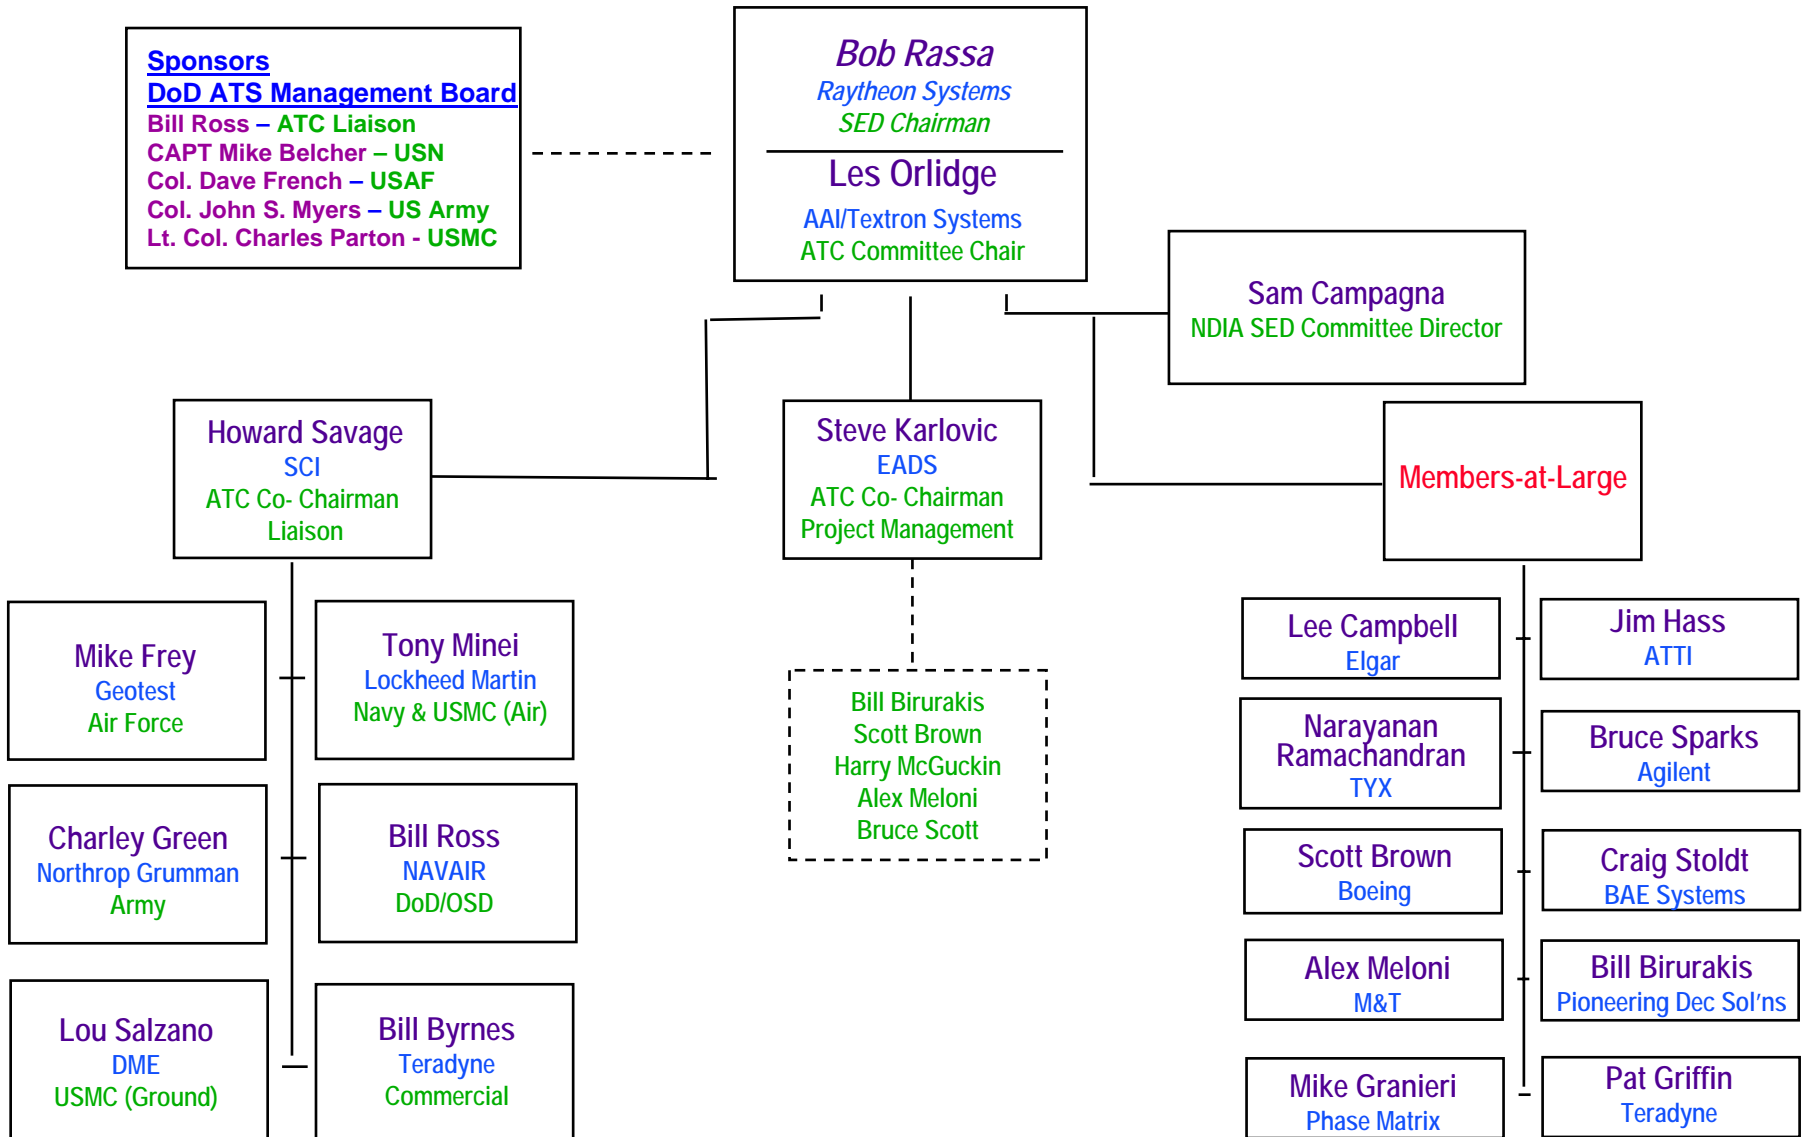 Sponsors
DoD ATS Management Board
Bill Ross – ATC Liaison
CAPT Mike Belcher – USN
Col. Dave French – USAF
Col. John S. Myers – US Army
Lt. Col. Charles Parton - USMC
Bob Rassa
Raytheon Systems
SED Chairman
Les Orlidge
AAI/Textron Systems
ATC Committee Chair
Sam Campagna
NDIA SED Committee Director
Howard Savage
SCI
ATC Co- Chairman
Liaison
Steve Karlovic
EADS
ATC Co- Chairman
Project Management
Members-at-Large
Mike Frey
Geotest
Air Force
Tony Minei
Lockheed Martin
Navy & USMC (Air)
Charley Green
Northrop Grumman
Army
Bill Ross
NAVAIR
DoD/OSD
Lou Salzano
DME
USMC (Ground)
Bill Byrnes
Teradyne
Commercial
Bill Birurakis
Scott Brown
Harry McGuckin
Alex Meloni
Bruce Scott
Lee Campbell
Elgar
Jim Hass
ATTI
Narayanan
Ramachandran
TYX
Bruce Sparks
Agilent
Scott Brown
Boeing
Craig Stoldt
BAE Systems
Alex Meloni
M&T
Bill Birurakis
Pioneering Dec Sol'ns
Mike Granieri
Phase Matrix
Pat Griffin
Teradyne